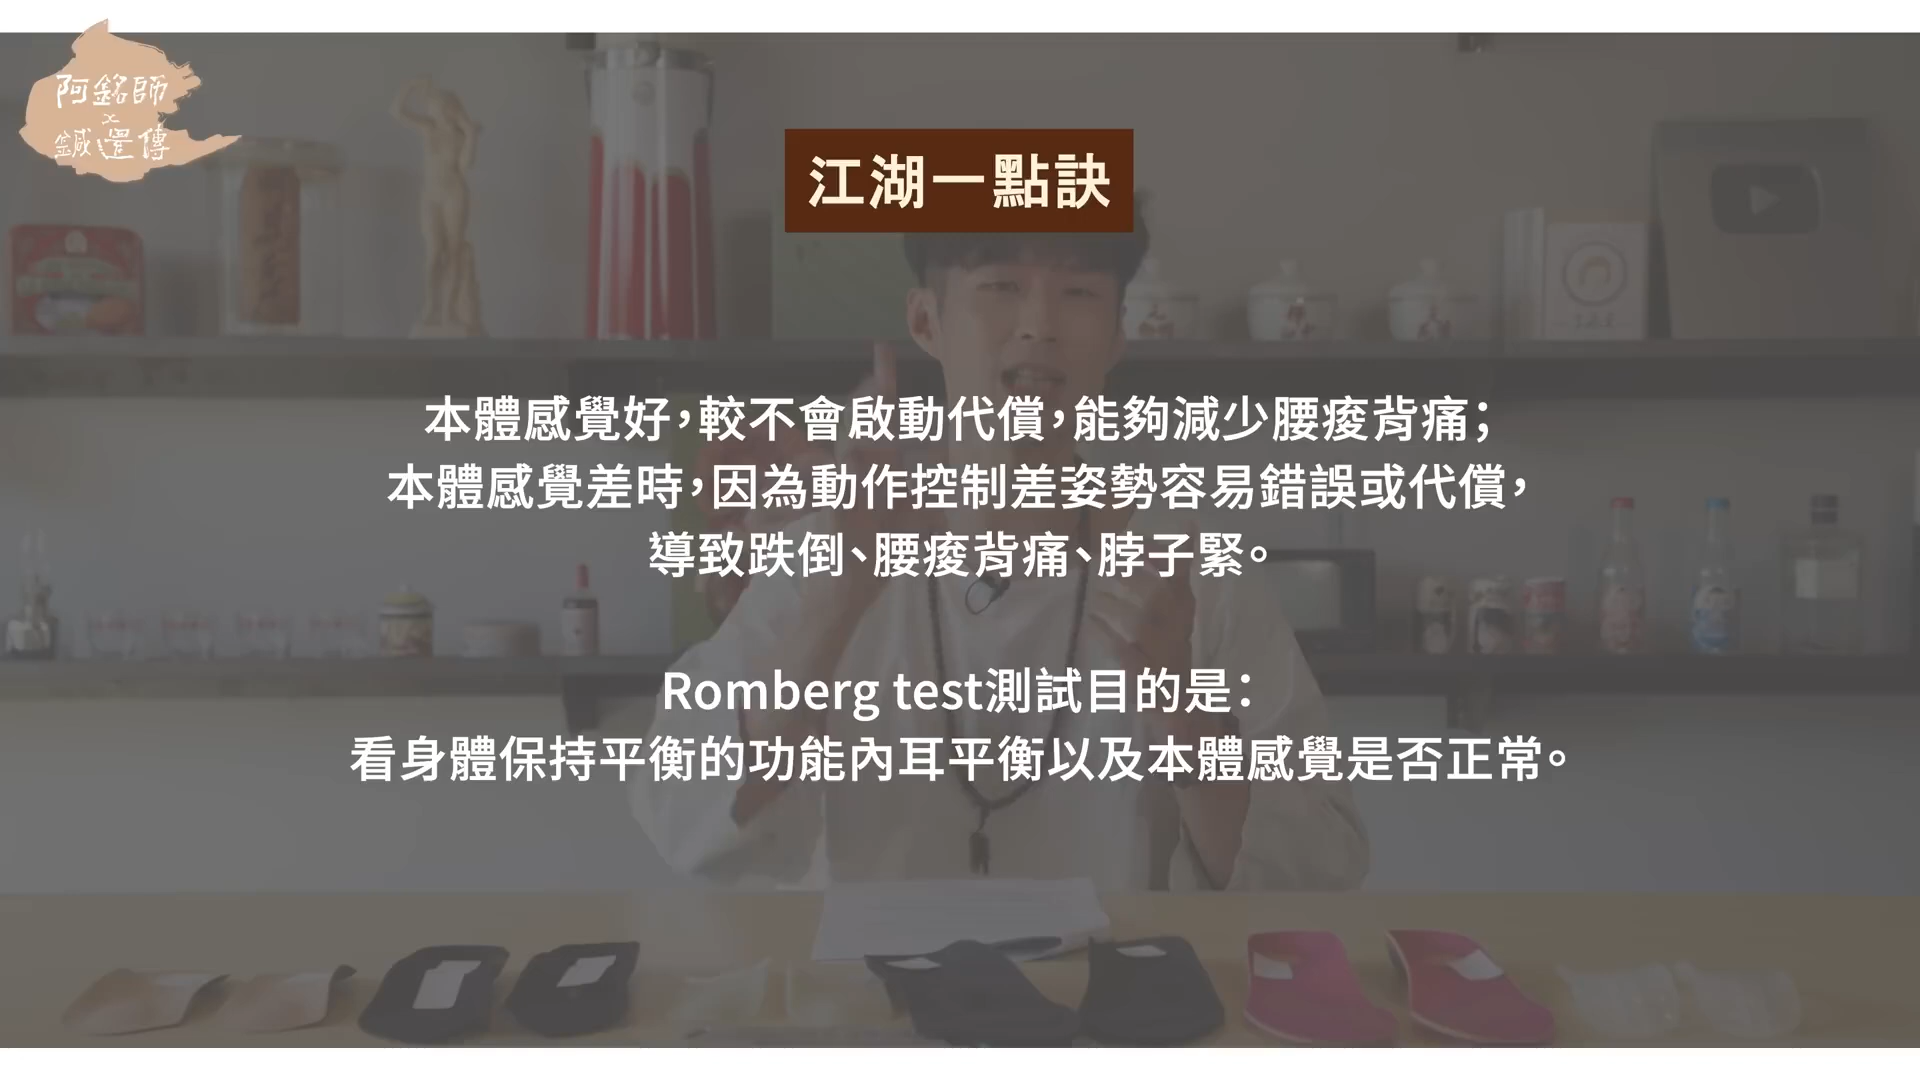 阿銘師
x
鍼還傳
江湖一點訣
本體感覺好，較不會啟動代償，能夠減少腰痠背痛；
本體感覺差時，因為動作控制差姿勢容易錯誤或代償，
導致跌倒、腰痠背痛、脖子緊。
Romberg test測試目的是：
看身體保持平衡的功能內耳平衡以及本體感覺是否正常。